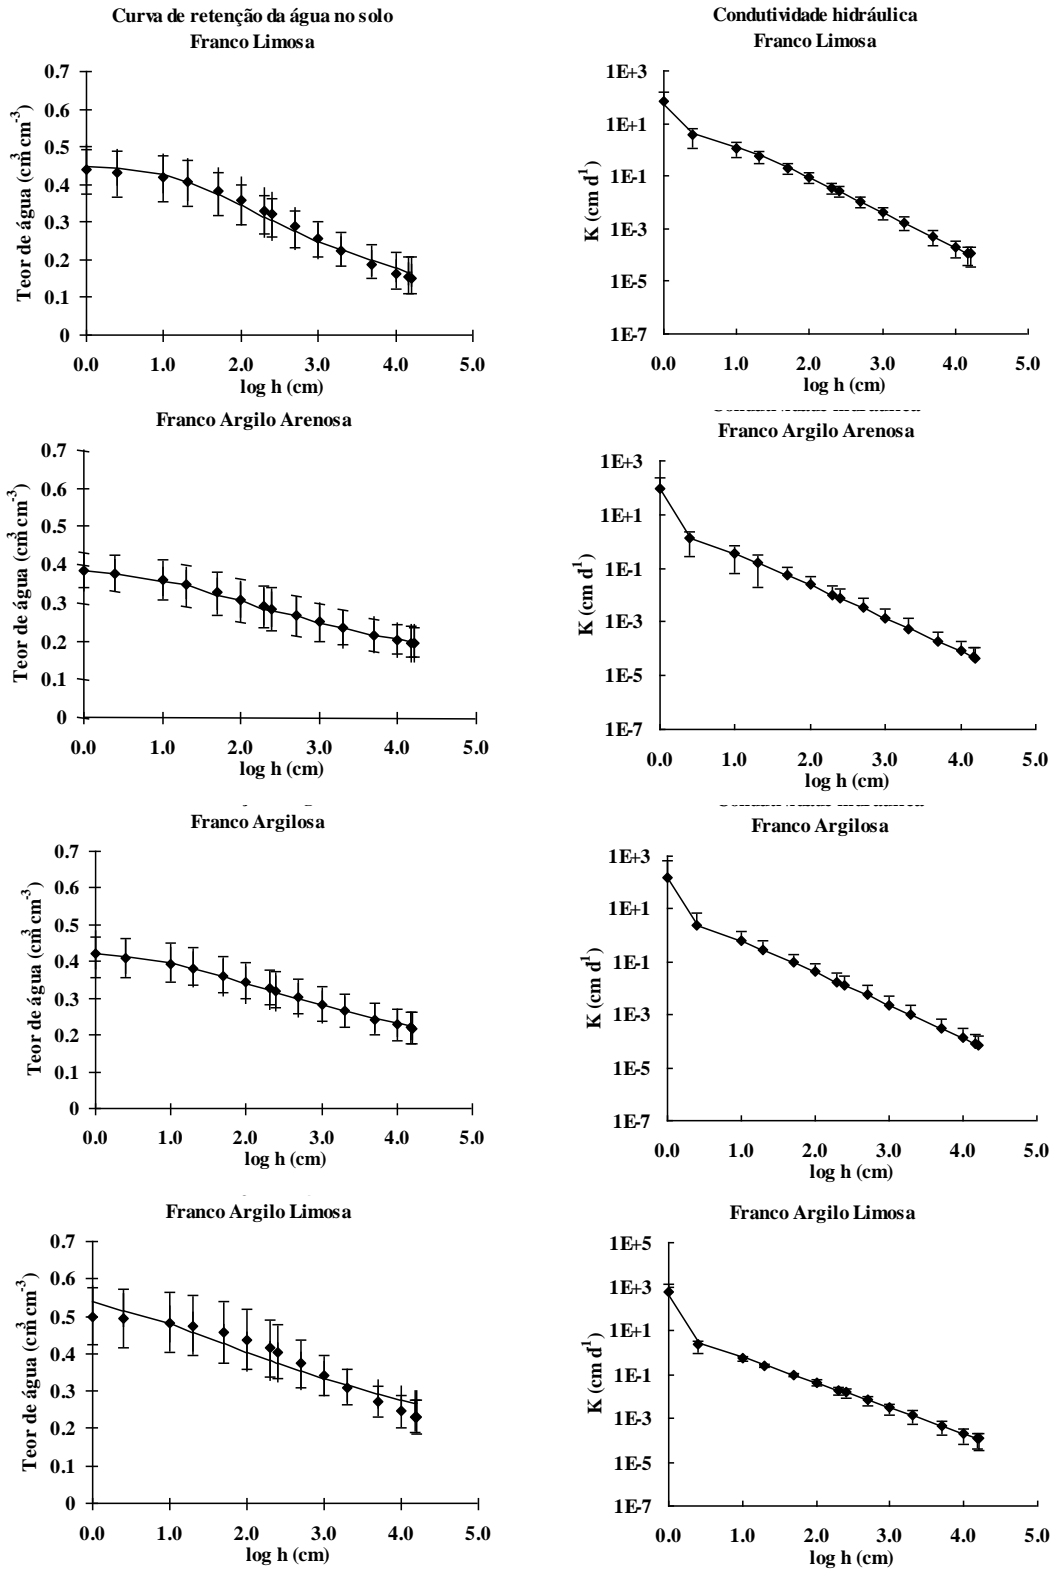 Curva de retenção da água no solo
Franco Limosa
0.7
0.6
0.5
0.4
0.3
0.2
0.1
0
Teor de água (cm3 cm-3)
0.0 1.0 2.0 3.0 4.0 5.0
log h (cm)
Condutividade hidráulica
Franco Limosa
1E+3
1E+1
1E-1
1E-3
1E-5
1E-7
K (cm d1)
0.0 1.0 2.0 3.0 4.0 5.0
log h (cm)
Franco Argilo Arenosa
0.7
0.6
0.5
0.4
0.3
0.2
0.1
0
Teor de água (cm3 cm-3)
0.0 1.0 2.0 3.0 4.0 5.0
log h (cm)
Franco Argilo Arenosa
1E+3
1E+1
1E-1
1E-3
1E-5
1E-7
K (cm d1)
0.0 1.0 2.0 3.0 4.0 5.0
log h (cm)
Franco Argilosa
0.7
0.6
0.5
0.4
0.3
0.2
0.1
0
Teor de água (cm3 cm-3)
0.0 1.0 2.0 3.0 4.0 5.0
log h (cm)
Franco Argilosa
1E+3
1E+1
1E-1
1E-3
1E-5
1E-7
K (cm d1)
0.0 1.0 2.0 3.0 4.0 5.0
log h (cm)
Franco Argilo Limosa
0.7
0.6
0.5
0.4
0.3
0.2
0.1
0
Teor de água (cm3 cm-3)
0.0 1.0 2.0 3.0 4.0 5.0
log h (cm)
Franco Argilo Limosa
1E+5
1E+3
1E+1
1E-1
1E-3
1E-5
1E-7
K (cm d1)
0.0 1.0 2.0 3.0 4.0 5.0
log h (cm)